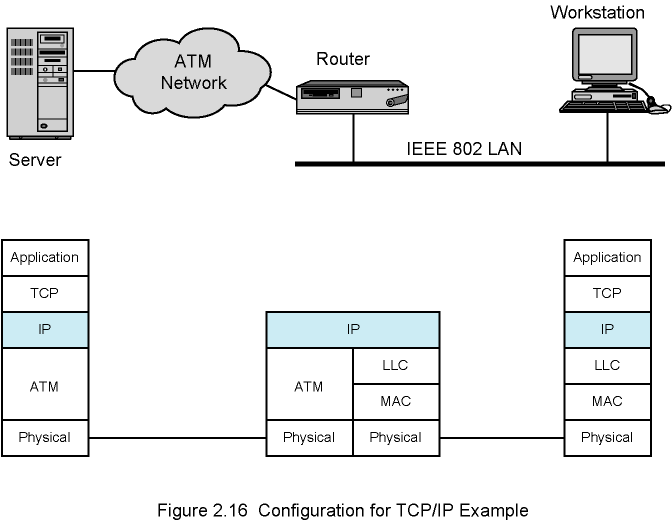 Workstation
ATM
Network
Router
Server
IEEE 802 LAN
Application
TCP
IP
ATM
Physical
IP
ATM
LLC
MAC
Physical
Physical
Application
TCP
IP
LLC
MAC
Physical
Figure 2.16 Configuration for TCP/IP Example